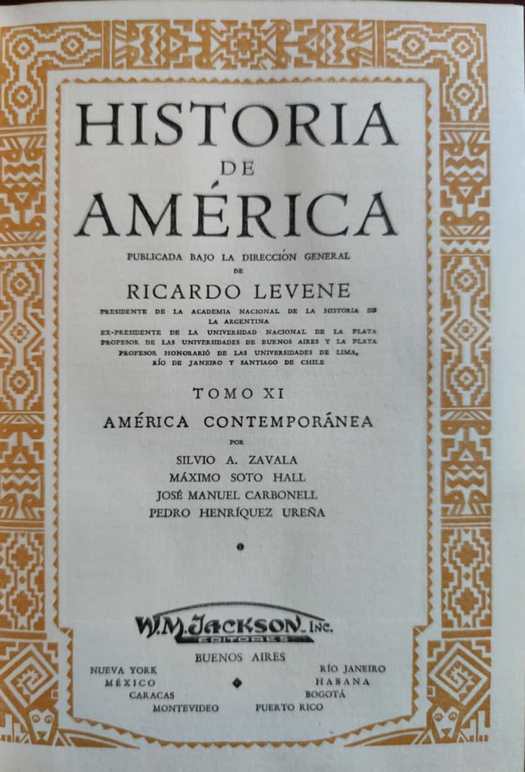 HISTORIA
DE
AMÉRICA
PUBLICADA BAJO LA DIRECCIÓN GENERAL
DE
RICARDO LEVENE
PRESIDENTE DE LA ACADEMIA NACIONAL DE LA HISTORIA DE
LA ARGENTINA
EX-PRESIDENTE DE LA UNIVERSIDAD NACIONAL DE LA PLATA
PROFESOR DE LAS UNIVERSIDADES DE BUENOS AIRES Y LA PLATA
PROFESOR HONORARIO DE LAS UNIVERSIDADES DE LIMA,
RÍO DE JANEIRO Y SANTIAGO DE CHILE
TOMO XI
AMÉRICA CONTEMPORÁNEA
POR
SILVIO A. ZAVALA
MÁXIMO SOTO HALL
JOSÉ MANUEL CARBONELL
PEDRO HENRÍQUEZ UREÑA
W. M. JACKSON, INC.
EDITORES
BUENOS AIRES
NUEVA YORK RÍO JANEIRO
MÉXICO HABANA
CARACAS BOGOTÁ
MONTEVIDEO PUERTO RICO